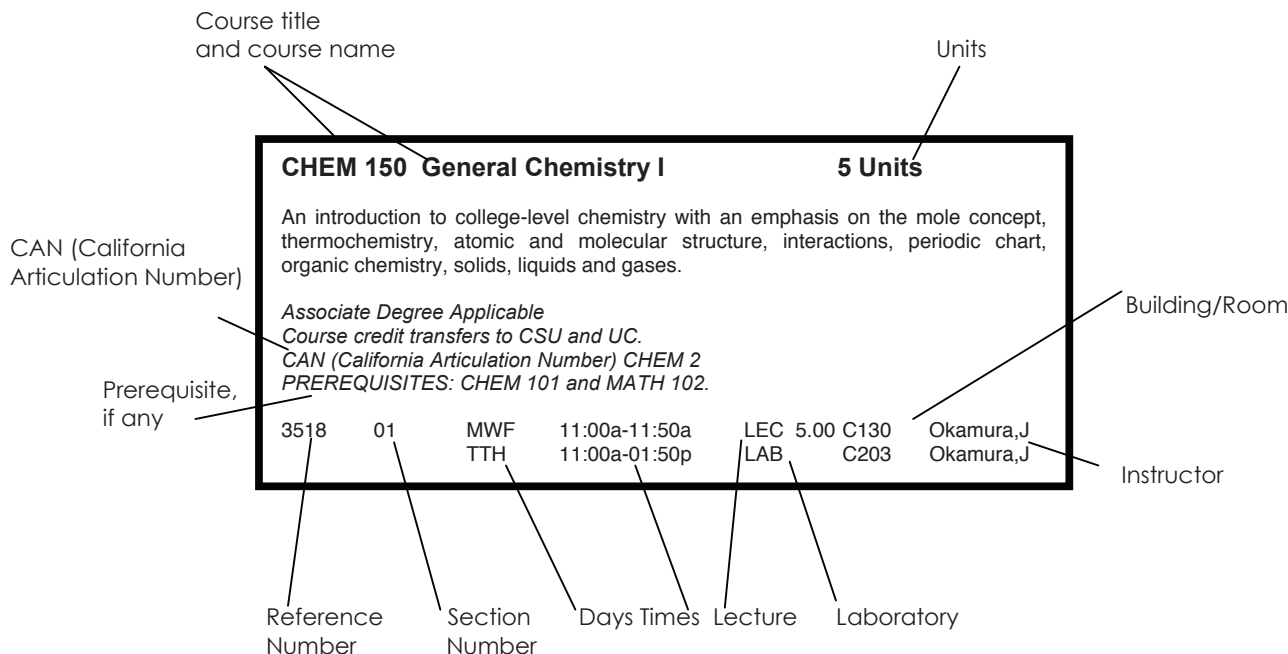 Course title
and course name
Units
CHEM 150 General Chemistry I 5 Units
An introduction to college-level chemistry with an emphasis on the mole concept,
thermochemistry, atomic and molecular structure, interactions, periodic chart,
organic chemistry, solids, liquids and gases.
CAN (California
Articulation Number)
Associate Degree Applicable
Course credit transfers to CSU and UC.
CAN (California Articulation Number) CHEM 2
PREREQUISITES: CHEM 101 and MATH 102.
Building/Room
Prerequisite,
if any
3518 01 MWF 11:00a-11:50a LEC 5.00 C130 Okamura,J
TTH 11:00a-01:50p LAB C203 Okamura,J
Instructor
Reference
Number
Section
Number
Days Times Lecture Laboratory